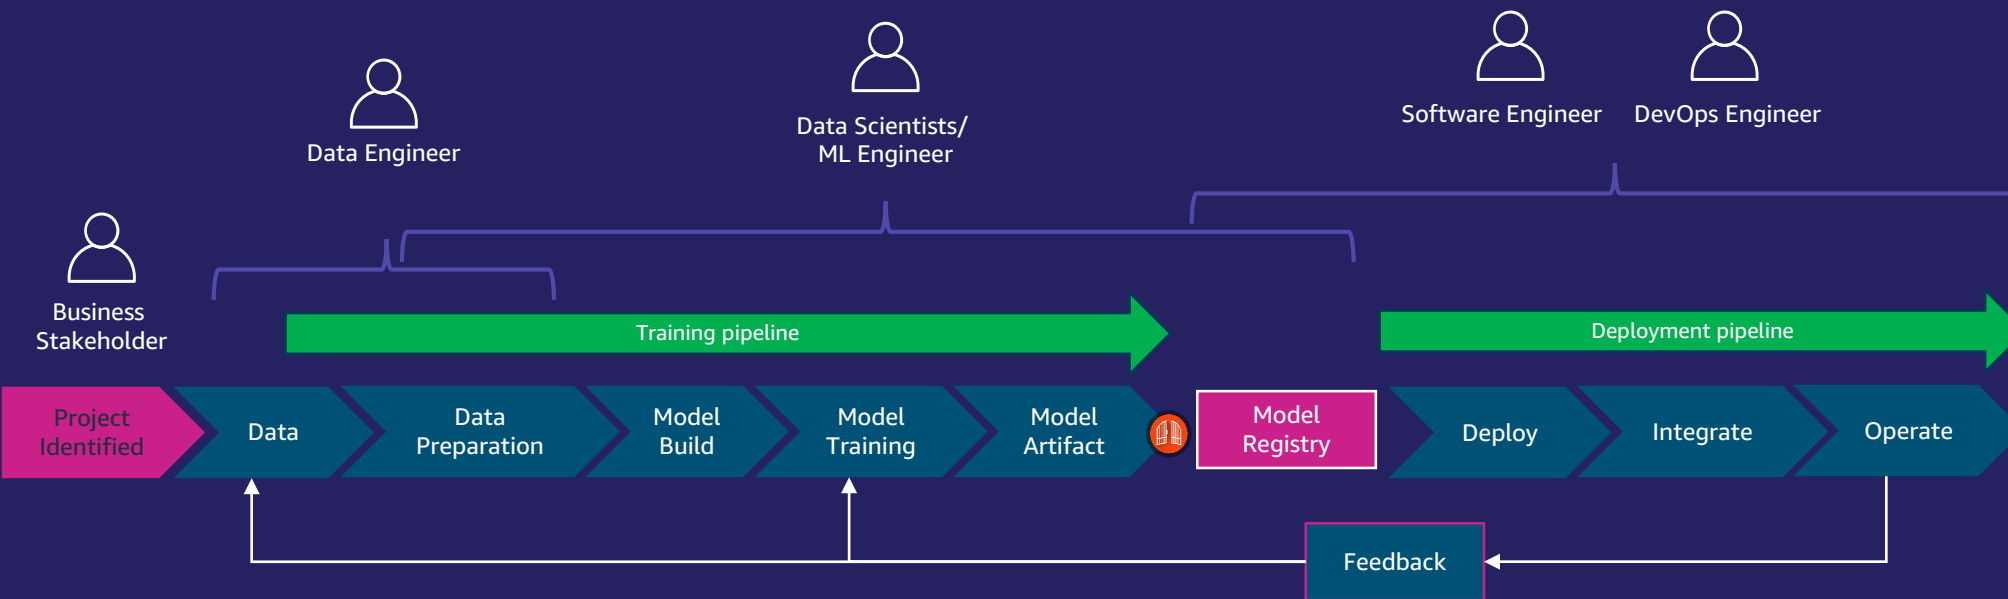 Software Engineer
DevOps Engineer
Data Scientists/
ML Engineer
Data Engineer
Business
Stakeholder
Training pipeline
Deployment pipeline
Project
Identified
Data
Data
Preparation
Model
Build
Model
Training
Model
Artifact
Model
Registry
Deploy
Integrate
Operate
Feedback